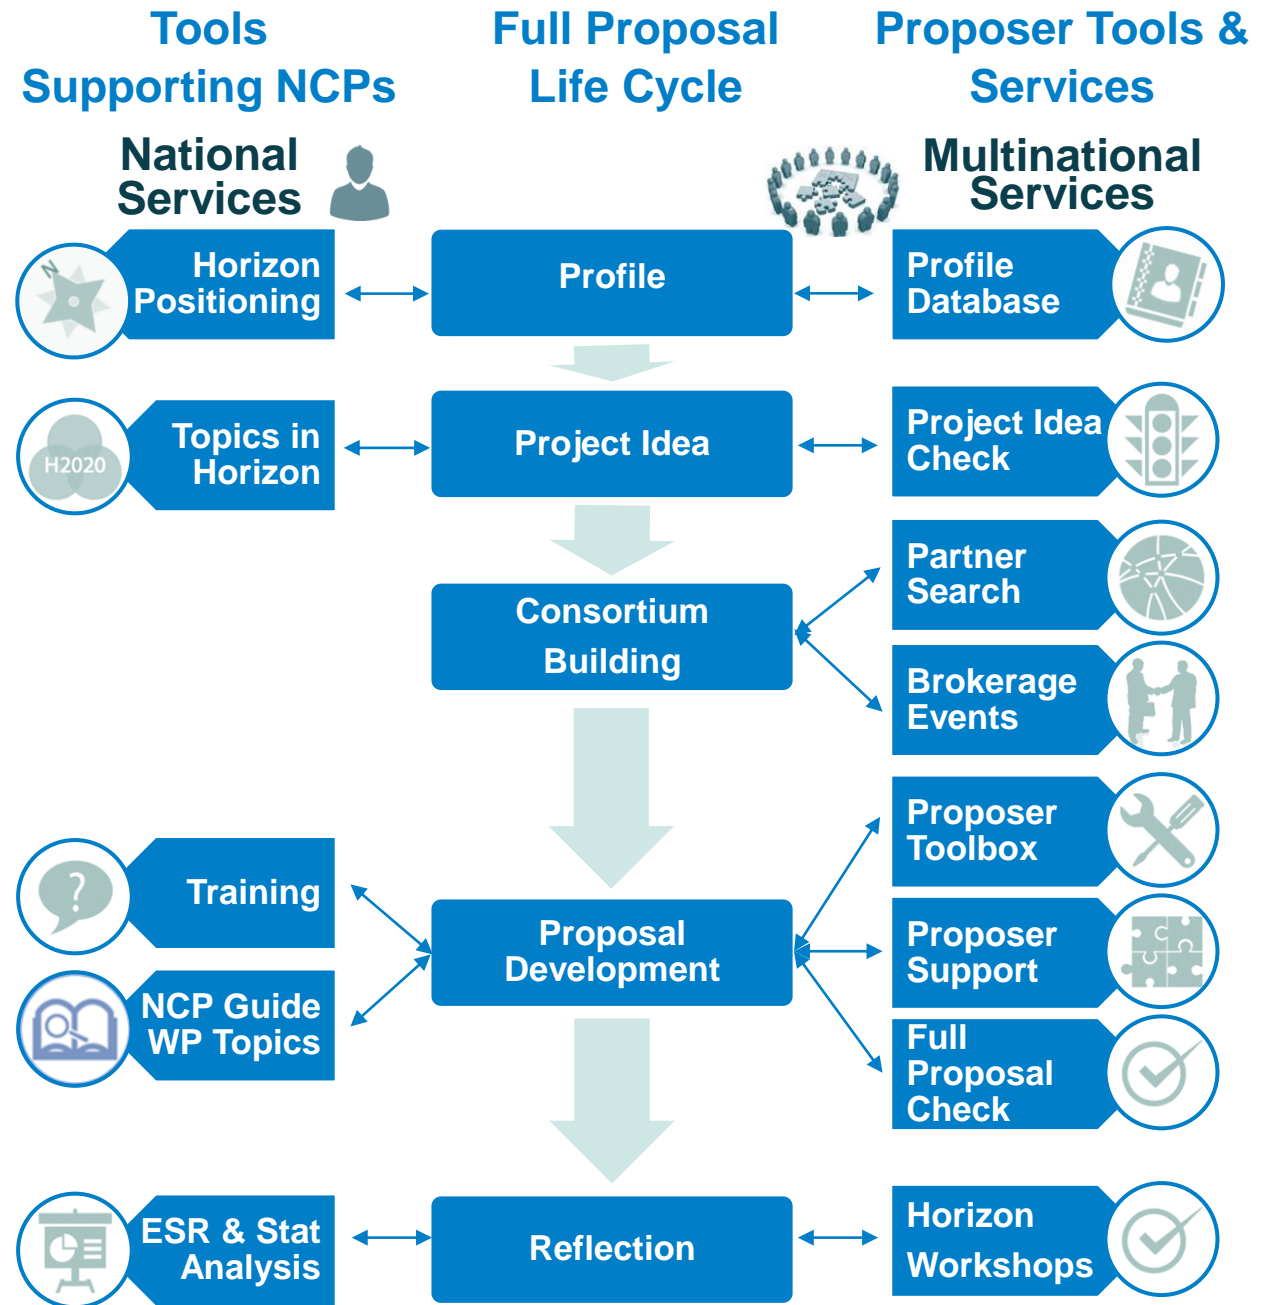 Tools
Supporting NCPs
Full Proposal
Life Cycle
Proposer Tools &
Services
National
Services
Multinational
Services
Horizon
Positioning
N
Profile
Profile
Database
H2020
Topics in
Horizon
Project Idea
Project Idea
Check
Consortium
Building
Partner
Search
Brokerage
Events
?
Training
NCP Guide
WP Topics
Proposal
Development
Proposer
Toolbox
Proposer
Support
Full
Proposal
Check
ESR & Stat
Analysis
Reflection
Horizon
Workshops